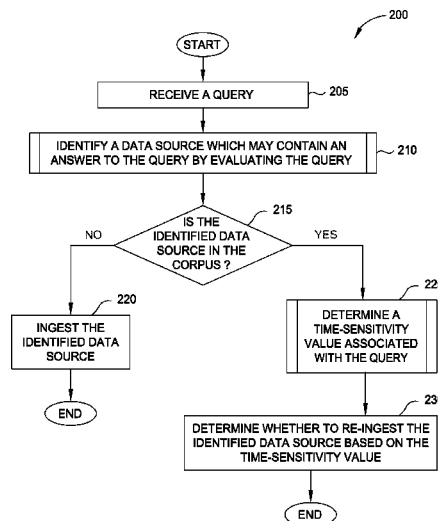 200
START
RECEIVE A QUERY
205
IDENTIFY A DATA SOURCE WHICH MAY CONTAIN AN
ANSWER TO THE QUERY BY EVALUATING THE QUERY
210
215
IS THE
IDENTIFIED DATA
SOURCE IN THE
CORPUS ?
NO
YES
220
INGEST THE
IDENTIFIED DATA
SOURCE
END
DETERMINE A
TIME-SENSITIVITY
VALUE ASSOCIATED
WITH THE QUERY
DETERMINE WHETHER TO RE-INGEST THE
IDENTIFIED DATA SOURCE BASED ON THE
TIME-SENSITIVITY VALUE
END